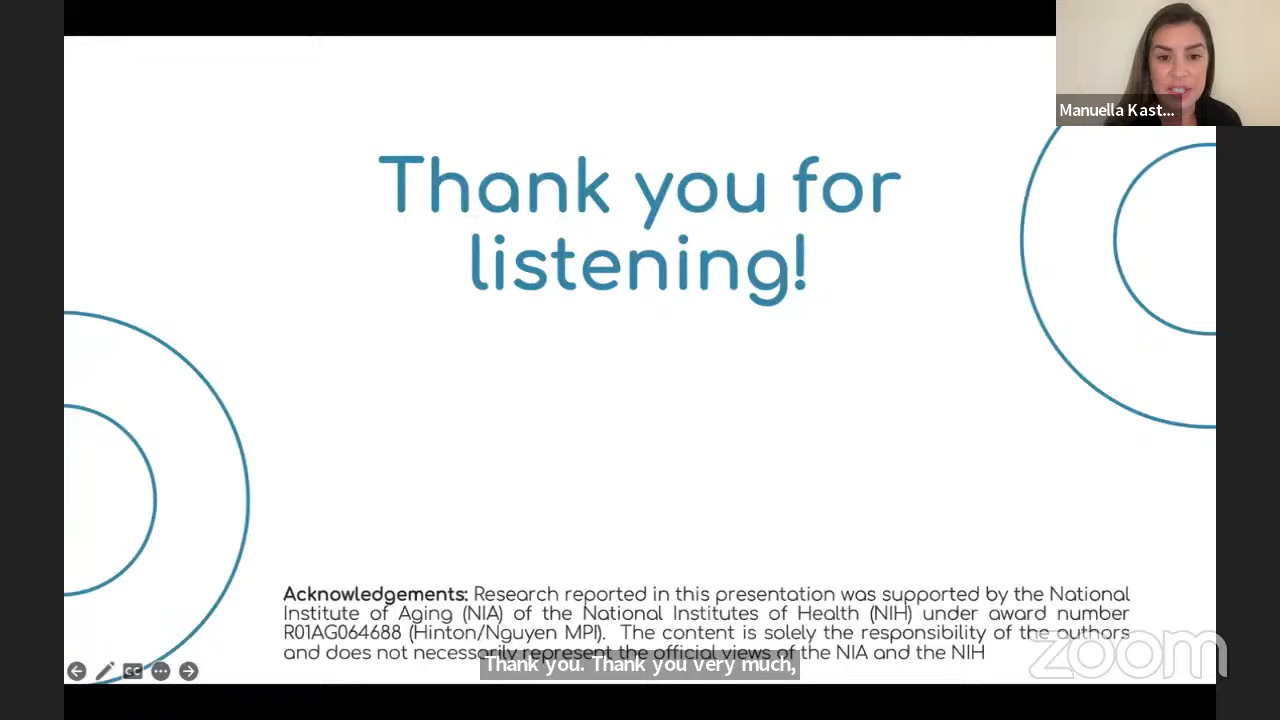 Manuella Kast...
Thank you for
listening!
Acknowledgements: Research reported in this presentation was supported by the National
Institute of Aging (NIA) of the National Institutes of Health (NIH) under award number
R01AG064688 (Hinton/Nguyen MPI). The content is solely the responsibility of the authors
and does not necessarily represent the official views of the NIA and the NIH
Thank you. Thank you very much,
CC
zoom